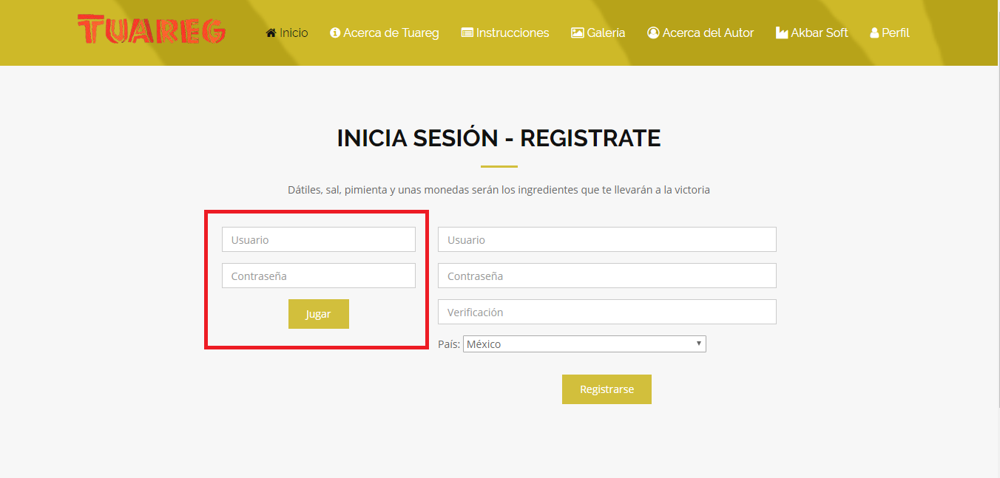 TUAREG
Inicio Acerca de Tuareg Instrucciones Galeria Acerca del Autor Akbar Soft Perfil
INICIA SESIÓN - REGISTRATE
Dátiles, sal, pimienta y unas monedas serán los ingredientes que te llevarán a la victoria
Usuario
Contraseña
Jugar
Usuario
Contraseña
Verificación
País: México
Registrarse